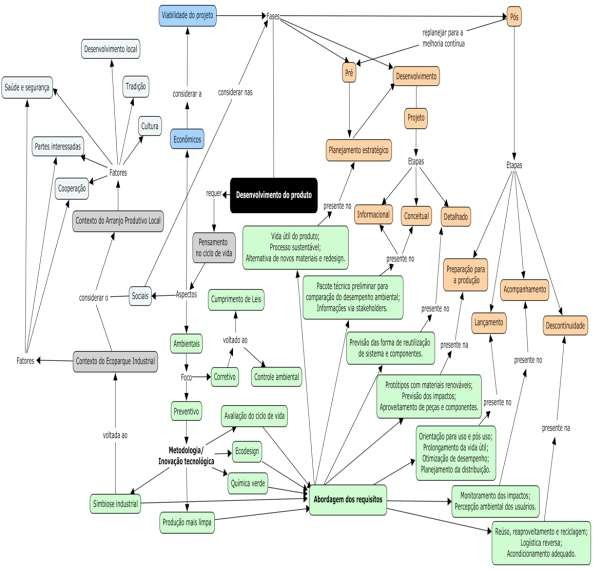 Viabilidade do projeto
Fases
Pós
replanejar para a
melhoria contínua
Desenvolvimento local
Saúde e segurança
Tradição
considerar a
considerar nas
Pré
Desenvolvimento
Cultura
Projeto
Partes interessadas
Econômicos
Planejamento estratégico
Etapas
Etapas
Fatores
Cooperação
requer
Desenvolvimento do produto
presente no
Contexto do Arranjo Produtivo Local
Informacional
Conceitual
Detalhado
Pensamento
no ciclo de vida
Vida útil do produto;
Processo sustentável;
Alternativa de novos materiais e redesign.
presente no
Preparação para
a produção
Pacote técnico preliminar para
comparação do desempenho ambiental;
Informações via stakeholders.
Acompanhamento
considerar o
Sociais
Aspectos
Cumprimento de Leis
presente no
Lançamento
Descontinuidade
Ambientais
voltado ao
Previsão das forma de reutilização
de sistema e componentes.
presente na
Fatores
Contexto do Ecoparque Industrial
presente no
Foco
Corretivo
Controle ambiental
Protótipos com materiais renováveis;
Previsão dos impactos;
Aproveitamento de peças e componentes.
presente no
Preventivo
Avaliação do ciclo de vida
voltada ao
presente na
Orientação para uso e pós uso;
Prolongamento da vida útil;
Otimização de desempenho;
Planejamento da distribuição.
Metodologia/
Inovação tecnológica
Ecodesign
Química verde
Simbiose industrial
Abordagem dos requisitos
Monitoramento dos impactos;
Percepção ambiental dos usuários.
Produção mais limpa
Reúso, reaproveitamento e reciclagem;
Logística reversa;
Acondicionamento adequado.